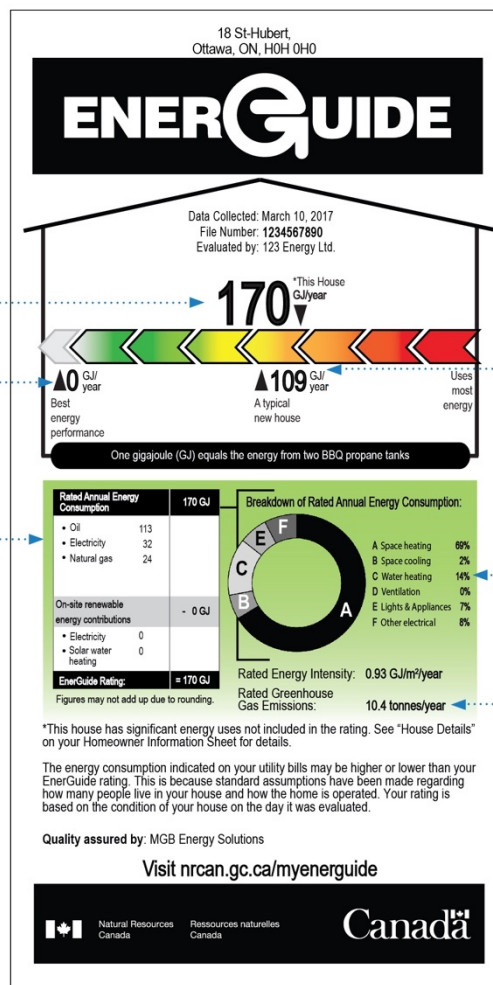 18 St-Hubert,
Ottawa, ON, H0H 0H0
ENERGUIDE
Data Collected: March 10, 2017
File Number: 1234567890
Evaluated by: 123 Energy Ltd.
170 *This House
GJ/year
0 GJ/
year
Best
energy
performance
109 GJ/
year
A typical
new house
Uses
most
energy
One gigajoule (GJ) equals the energy from two BBQ propane tanks
Rated Annual Energy
Consumption 170 GJ
• Oil 113
• Electricity 32
• Natural gas 24
On-site renewable
energy contributions - 0 GJ
• Electricity 0
• Solar water
heating 0
EnerGuide Rating: = 170 GJ
Figures may not add up due to rounding.
Breakdown of Rated Annual Energy Consumption:
F
E
C
B
A
A Space heating 69%
B Space cooling 2%
C Water heating 14%
D Ventilation 0%
E Lights & Appliances 7%
F Other electrical 8%
Rated Energy Intensity: 0.93 GJ/m²/year
Rated Greenhouse
Gas Emissions: 10.4 tonnes/year
*This house has significant energy uses not included in the rating. See “House Details”
on your Homeowner Information Sheet for details.
The energy consumption indicated on your utility bills may be higher or lower than your
EnerGuide rating. This is because standard assumptions have been made regarding
how many people live in your house and how the home is operated. Your rating is
based on the condition of your house on the day it was evaluated.
Quality assured by: MGB Energy Solutions
Visit nrcan.gc.ca/myenerguide
Natural Resources
Canada
Ressources naturelles
Canada
Canada